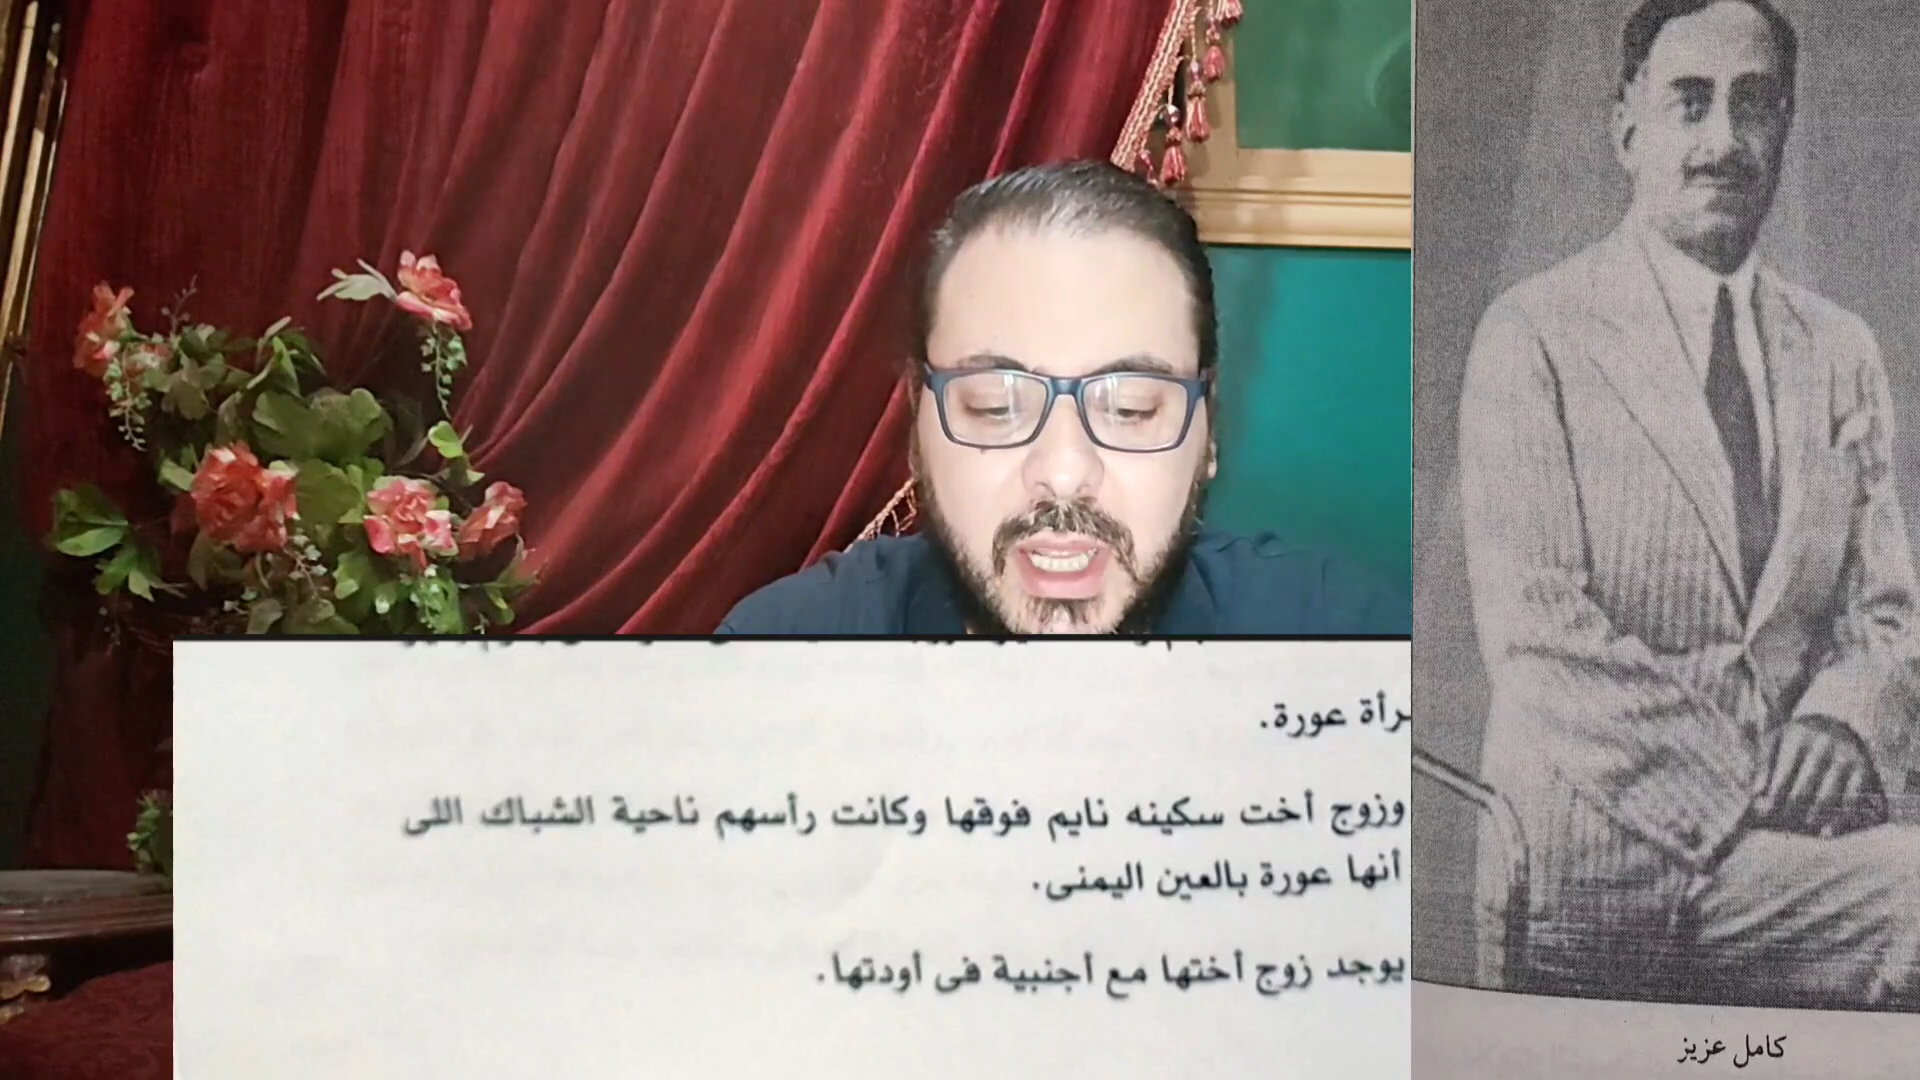 رأة عورة.
وزوج أخت سكينه نايم فوقها وكانت رأسهم ناحية الشباك اللى
أنها عورة بالعين اليمنى.
يوجد زوج أختها مع أجنبية فى أودتها.
كامل عزيز